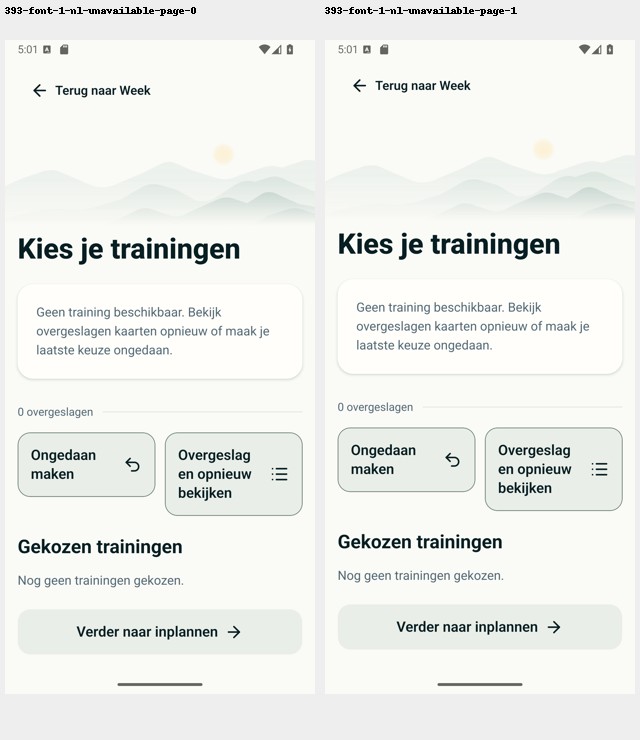 393-font-1-nl-unavailable-page-0
5:01
Terug naar Week
Kies je trainingen
Geen training beschikbaar. Bekijk
overgeslagen kaarten opnieuw of maak je
laatste keuze ongedaan.
0 overgeslagen
Ongedaan
maken
Overgeslag
en opnieuw
bekijken
Gekozen trainingen
Nog geen trainingen gekozen.
Verder naar inplannen
393-font-1-nl-unavailable-page-1
5:01
Terug naar Week
Kies je trainingen
Geen training beschikbaar. Bekijk
overgeslagen kaarten opnieuw of maak je
laatste keuze ongedaan.
0 overgeslagen
Ongedaan
maken
Overgeslag
en opnieuw
bekijken
Gekozen trainingen
Nog geen trainingen gekozen.
Verder naar inplannen